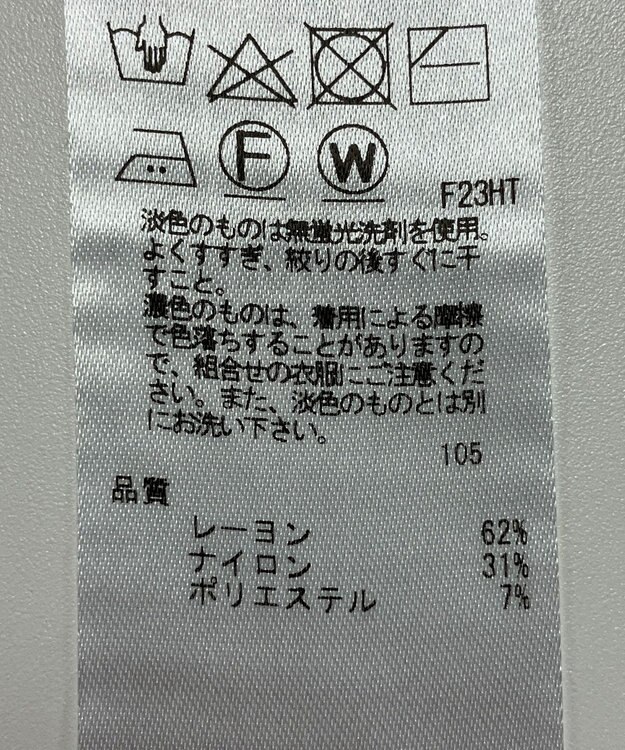 F W
F23HT
淡色のものは無蛍光洗剤を使用。
よくすすぎ、絞りの後すぐに干
すこと。
濃色のものは、着用による摩擦
で色落ちすることがありますの
で、組合せの衣服にご注意くだ
さい。また、淡色のものとは別
にお洗い下さい。
105
品質
レーヨン 62%
ナイロン 31%
ポリエステル 7%